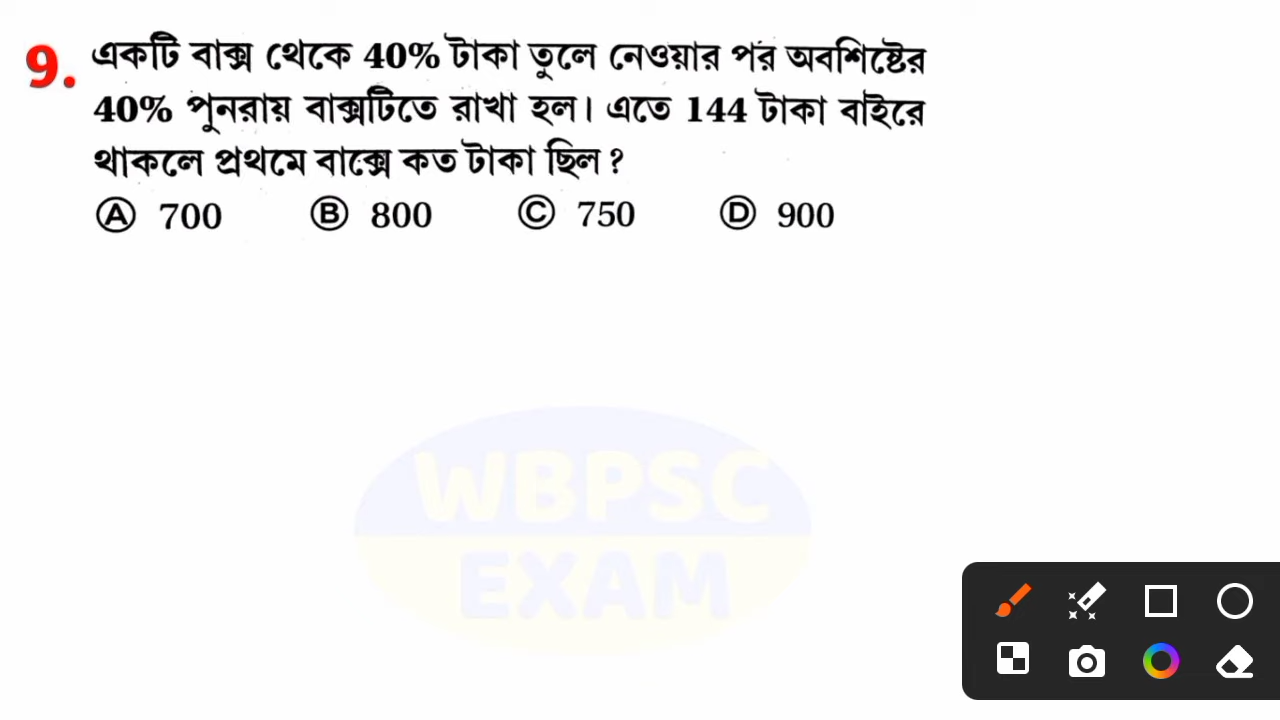 9. একটি বাক্স থেকে 40% টাকা তুলে নেওয়ার পর অবশিষ্টের
40% পুনরায় বাক্সটিতে রাখা হল। এতে 144 টাকা বাইরে
থাকলে প্রথমে বাক্সে কত টাকা ছিল ?
Ⓐ 700 Ⓑ 800 Ⓒ 750 Ⓓ 900
WBPSC
EXAM